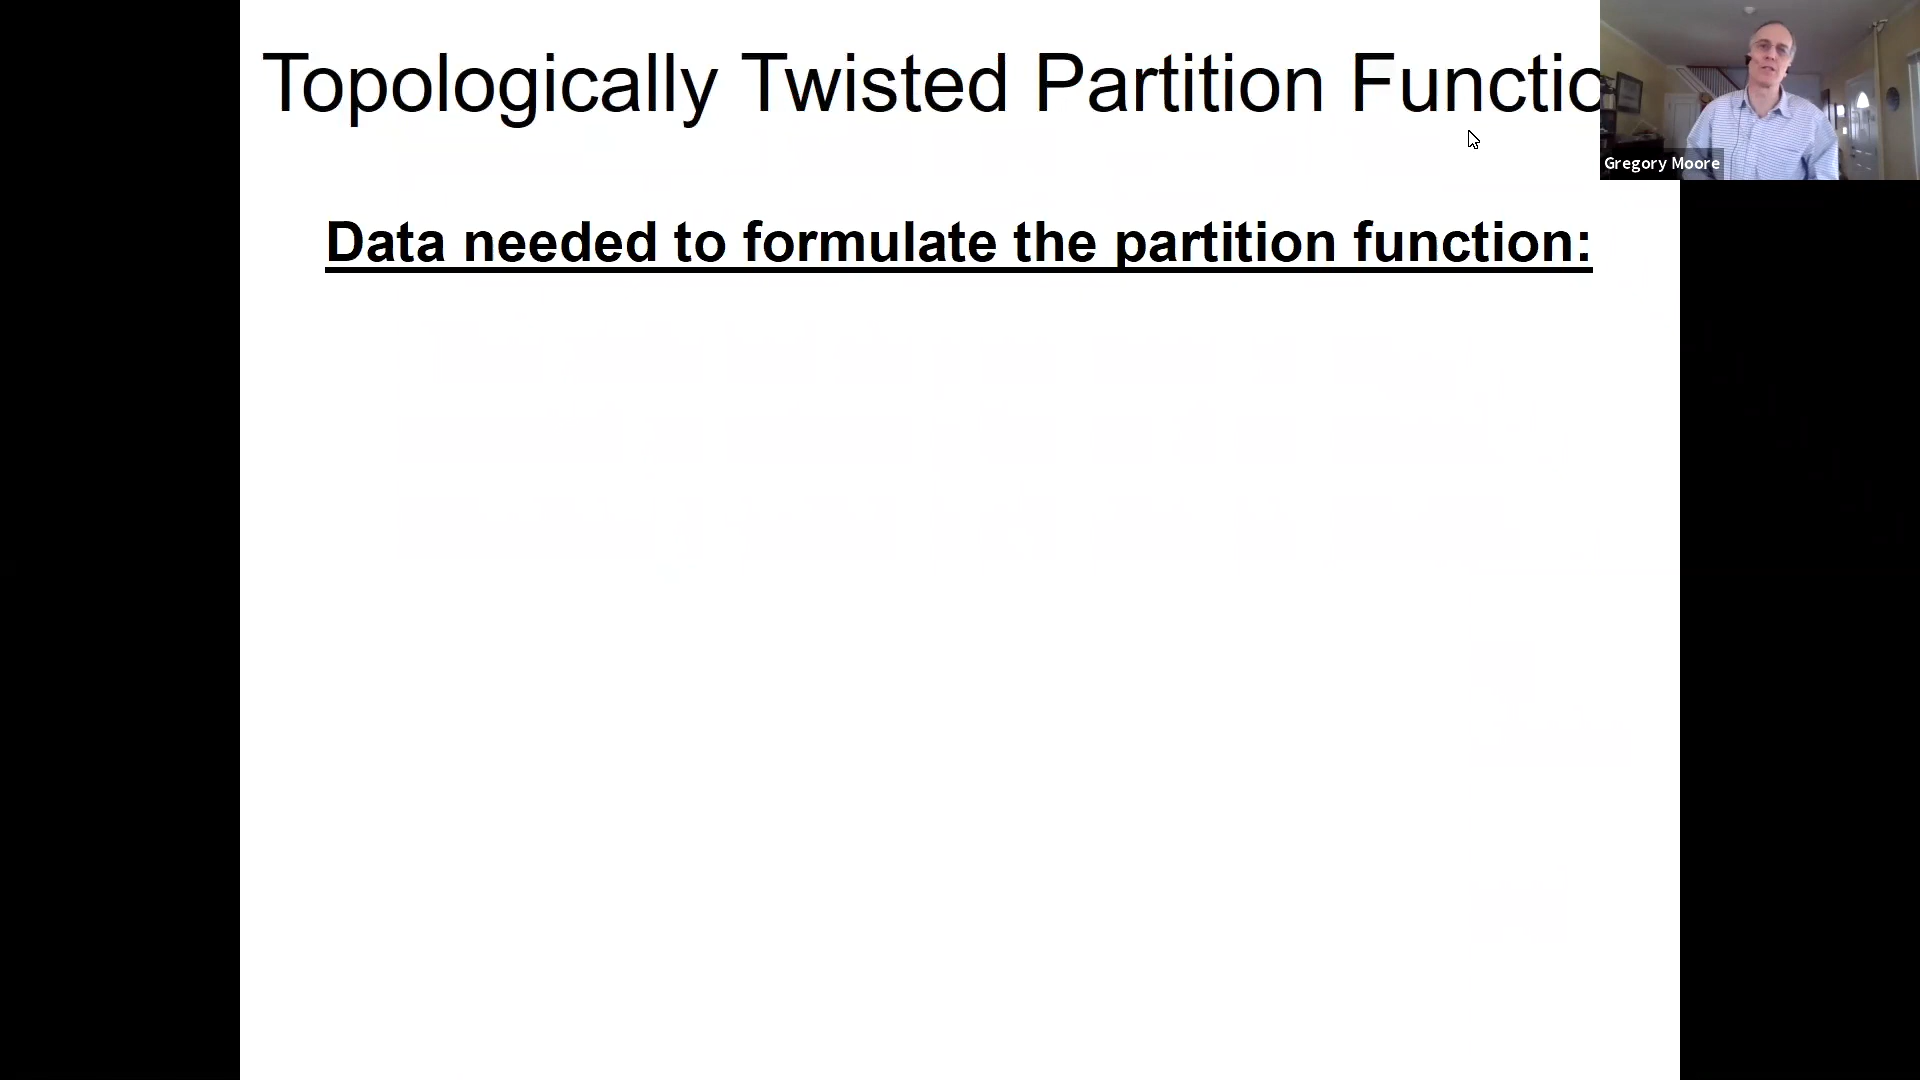 Topologically Twisted Partition Functio
Gregory Moore
Data needed to formulate the partition function: